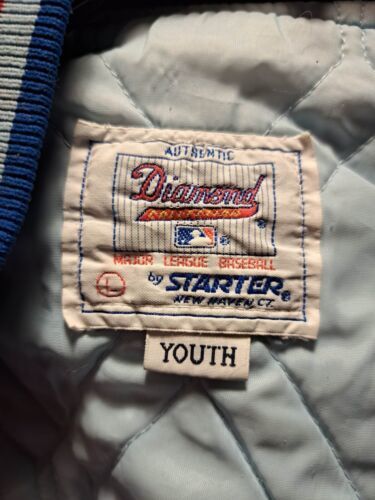 AUTHENTIC
Diamond
MAJOR LEAGUE BASEBALL
L by STARTER®
NEW HAVEN, CT.
YOUTH